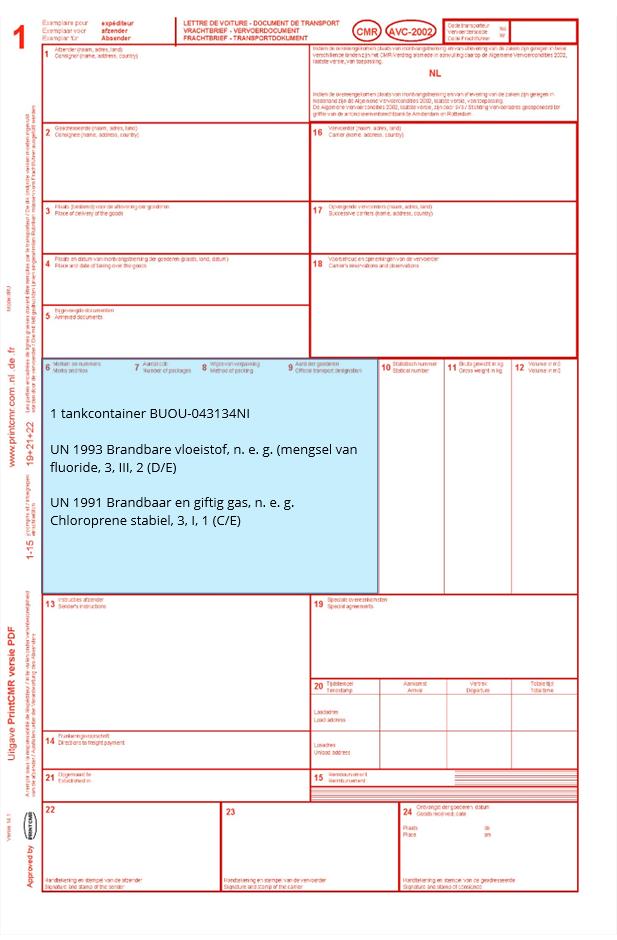 1
Exemplaire pour expéditeur
Exemplaar voor afzender
Exemplar für Absender
LETTRE DE VOITURE - DOCUMENT DE TRANSPORT
VRACHTBRIEF - VERVOERDOCUMENT
FRACHTBRIEF - TRANSPORTDOKUMENT
CMR
AVC-2002
Code transporteur
Vervoerderscode
Code Frachtführer
1 Afzender (naam, adres, land)
Consigner (name, address, country)
NL
2 Geadresseerde (naam, adres, land)
Consignee (name, address, country)
16 Vervoerder (naam, adres, land)
Carrier (name, address, country)
3 Plaats (bestemd) voor de aflevering der goederen
Place of delivery of the goods
17 Opvolgende vervoerders (naam, adres, land)
Successive carriers (name, address, country)
4 Plaats en datum van inontvangstneming der goederen (plaats, land, datum)
Place and date of taking over the goods
18 Voorbehoud en opmerkingen van de vervoerder
Carrier's reservations and observations
5 Bijgevoegde documenten
Annexed documents
6 Merken en nummers
Marks and Nos
7 Aantal colli
Number of packages
8 Wijze van verpakking
Method of packing
9 Aard der goederen
Official transport designation
10 Statistisch nummer
Statical number
11 Bruto gewicht in kg
Gross weight in kg
12 Volume in m3
Volume in m3
1 tankcontainer BUOU-043134NI
UN 1993 Brandbare vloeistof, n. e. g. (mengsel van
fluoride, 3, III, 2 (D/E)
UN 1991 Brandbaar en giftig gas, n. e. g.
Chloroprene stabiel, 3, I, 1 (C/E)
13 Instructies afzender
Sender's instructions
19 Speciale overeenkomsten
Special agreements
20 Tijdstempel
Timestamp
Aankomst
Arrival
Vertrek
Departure
Totale tijd
Total time
Laadadres
Load address
Losadres
Unload address
14 Frankeringsvoorschrift
Directions to freight payment
21 Opgemaakt te
Established in
15 Remboursement
Reimbursement
22
Handtekening en stempel van de afzender
Signature and stamp of the sender
23
Handtekening en stempel van de vervoerder
Signature and stamp of the carrier
24 Ontvangst der goederen, datum
Goods received, date
Plaats de
Place on
Handtekening en stempel van de geadresseerde
Signature and stamp of consignee
www.printcmr.com .nl .de .fr
1-15
19+21+22
Uitgave PrintCMR versie PDF
Versie 14.1
Approved by PRINTCMR